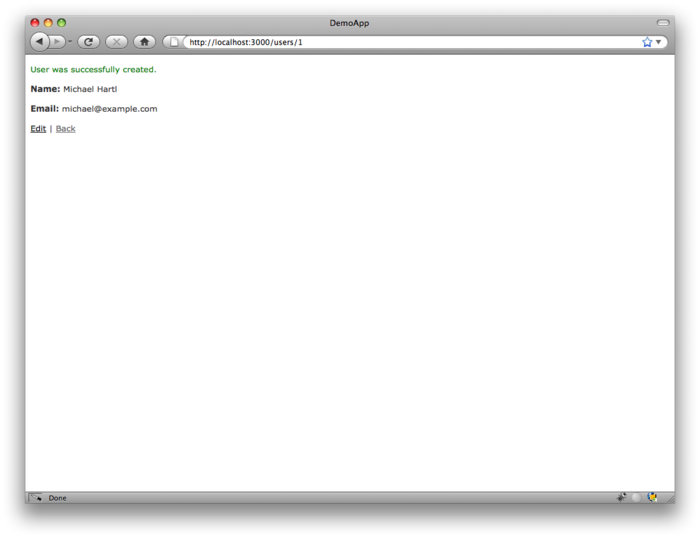 DemoApp
http://localhost:3000/users/1
User was successfully created.
Name: Michael Hartl
Email: michael@example.com
Edit | Back
Done